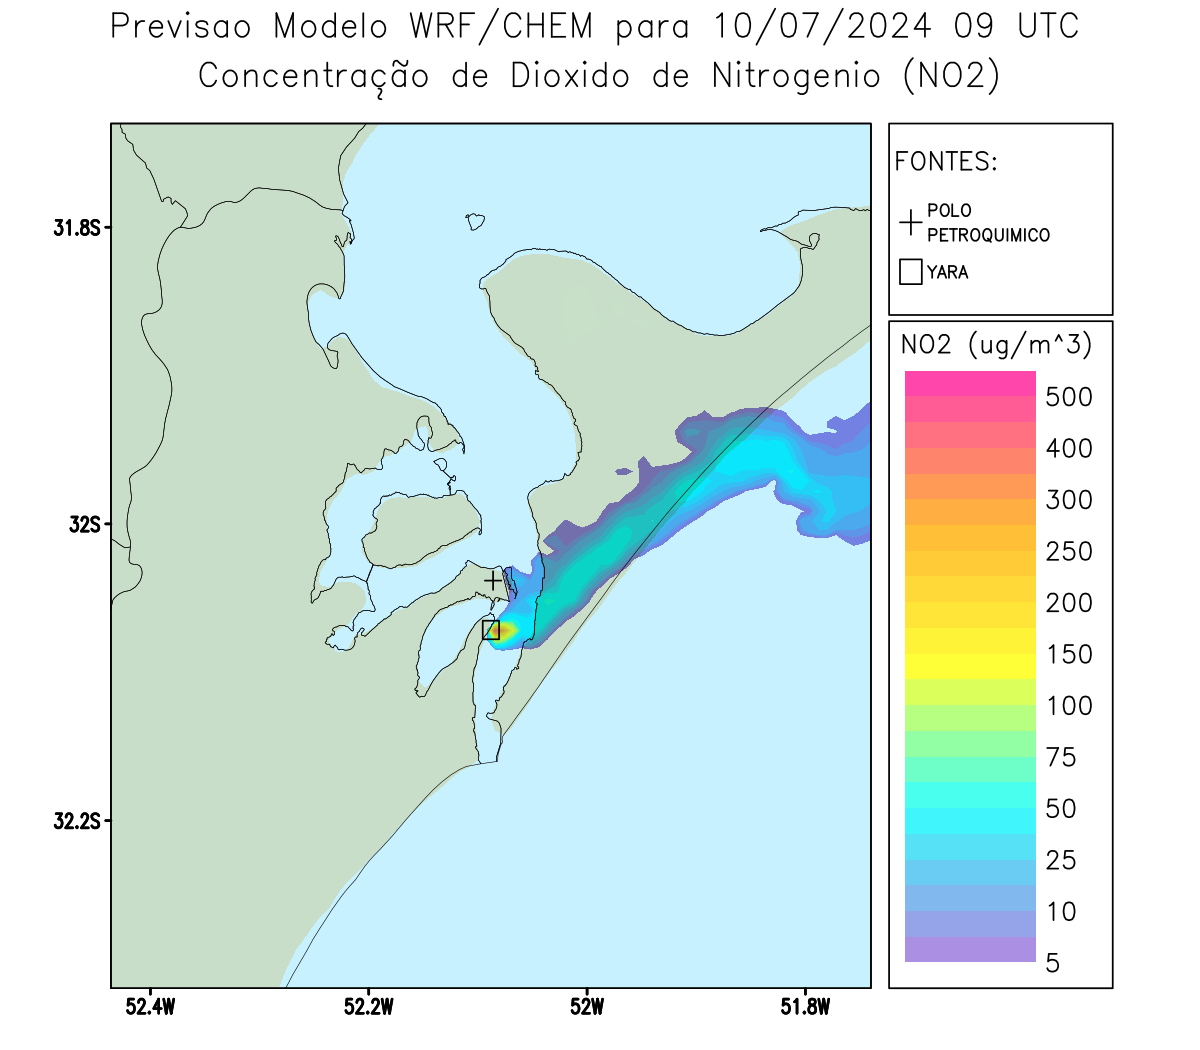 Previsao Modelo WRF/CHEM para 10/07/2024 09 UTC
Concentração de Dioxido de Nitrogenio (NO2)
FONTES:
POLO
PETROQUIMICO
YARA
NO2 (ug/m^3)
500
400
300
250
200
150
100
75
50
25
10
5
31.8S
32S
32.2S
52.4W
52.2W
52W
51.8W